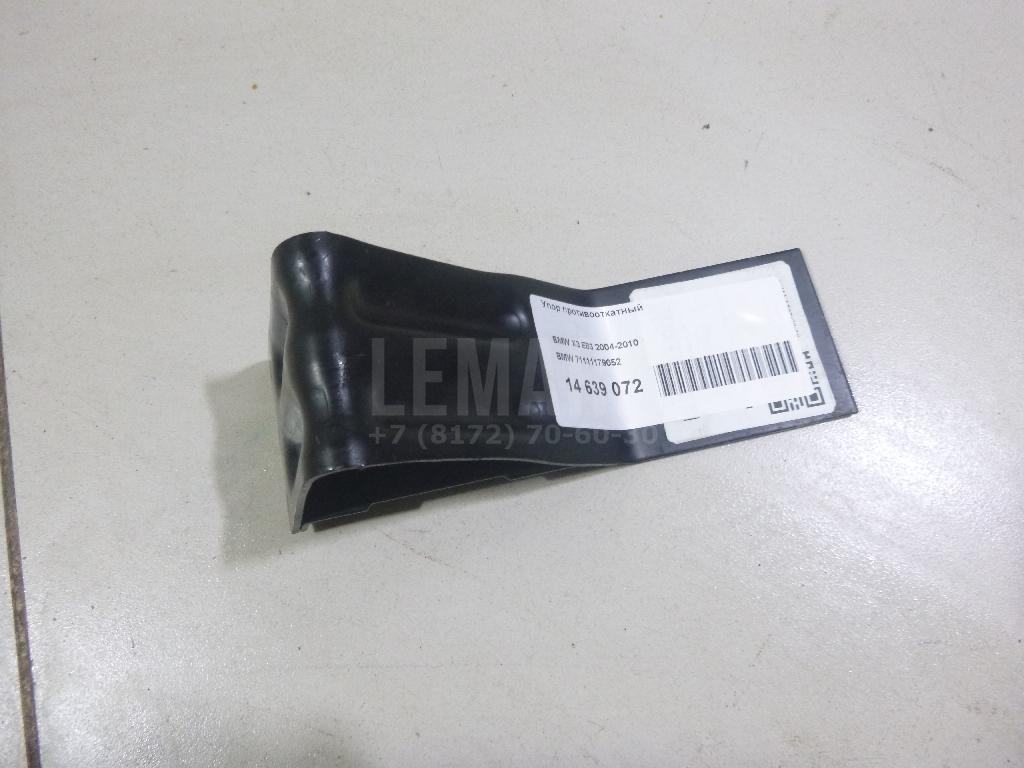 Упор противооткатный
BMW X3 E83 2004-2010
BMW 71111179052
14 639 072
LEMA
+7 (8172) 70-60-30